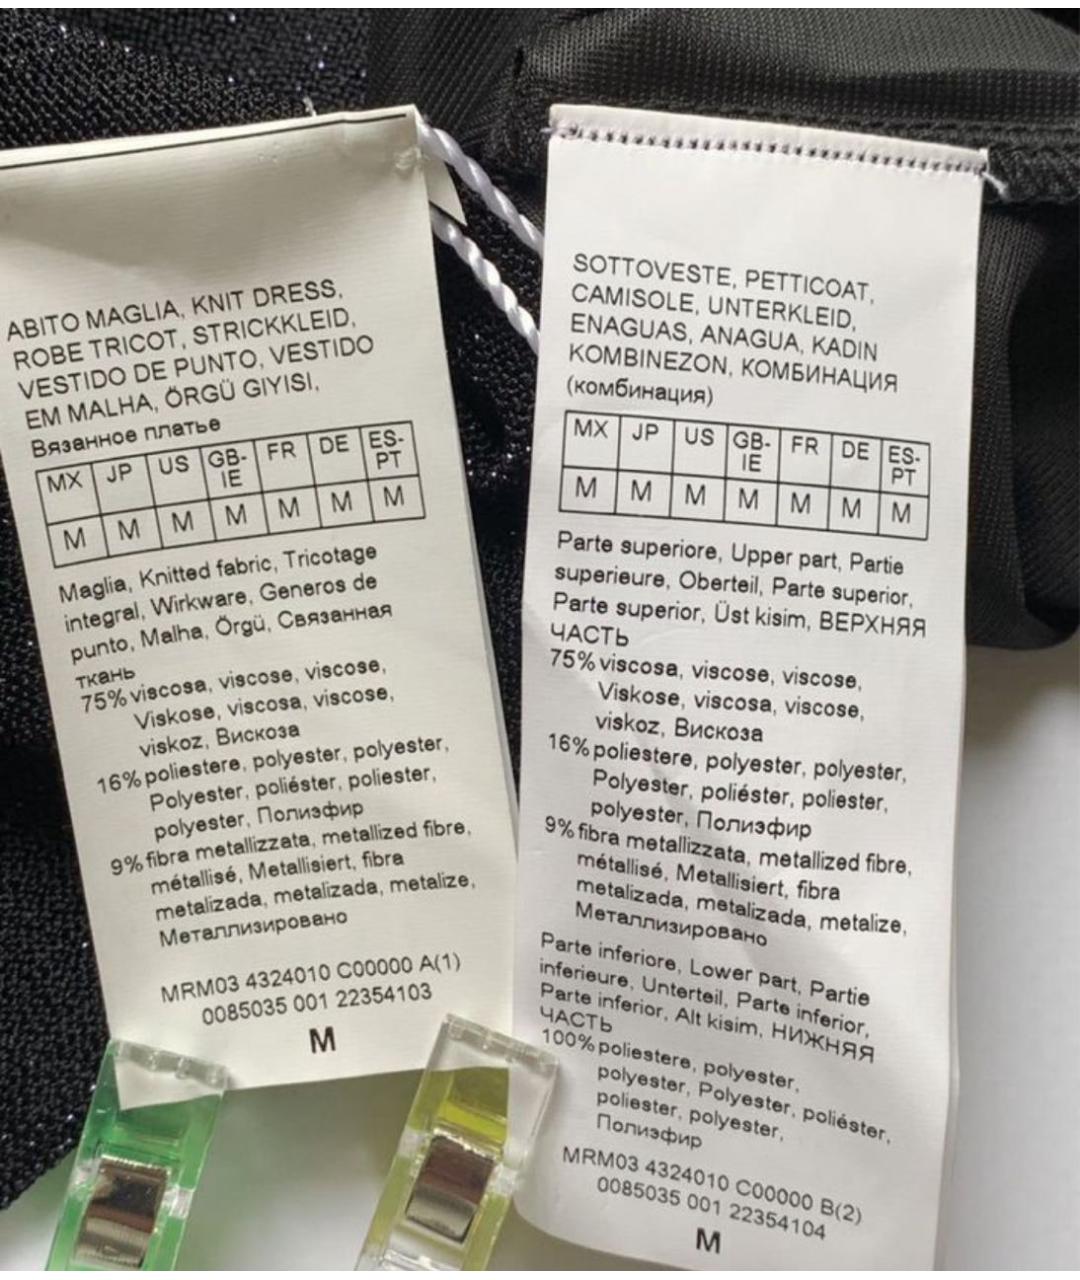 ABITO MAGLIA, KNIT DRESS,
ROBE TRICOT, STRICKKLEID,
VESTIDO DE PUNTO, VESTIDO
EM MALHA, ÖRGÜ GIYISI,
Вязанное платье
MX JP US GB-IE FR DE ES-PT
M M M M M M M
Maglia, Knitted fabric, Tricotage
integral, Wirkware, Generos de
punto, Malha, Örgü, Связанная
ткань
75% viscosa, viscose, viscose,
Viskose, viscosa, viscose,
viskoz, Вискоза
16% poliestere, polyester, polyester,
Polyester, poliéster, poliester,
polyester, Полиэфир
9% fibra metallizzata, metallized fibre,
métallisé, Metallisiert, fibra
metalizada, metalizada, metalize,
Металлизировано
MRM03 4324010 C00000 A(1)
0085035 001 22354103
M
SOTTOVESTE, PETTICOAT,
CAMISOLE, UNTERKLEID,
ENAGUAS, ANAGUA, KADIN
KOMBINEZON, КОМБИНАЦИЯ
(комбинация)
MX JP US GB-IE FR DE ES-PT
M M M M M M M
Parte superiore, Upper part, Partie
superieure, Oberteil, Parte superior,
Parte superior, Üst kisim, ВЕРХНЯЯ
ЧАСТЬ
75% viscosa, viscose, viscose,
Viskose, viscosa, viscose,
viskoz, Вискоза
16% poliestere, polyester, polyester,
Polyester, poliéster, poliester,
polyester, Полиэфир
9% fibra metallizzata, metallized fibre,
métallisé, Metallisiert, fibra
metalizada, metalizada, metalize,
Металлизировано
Parte inferiore, Lower part, Partie
inferieure, Unterteil, Parte inferior,
Parte inferior, Alt kisim, НИЖНЯЯ
ЧАСТЬ
100% poliestere, polyester,
polyester, Polyester, poliéster,
poliester, polyester,
Полиэфир
MRM03 4324010 C00000 B(2)
0085035 001 22354104
M